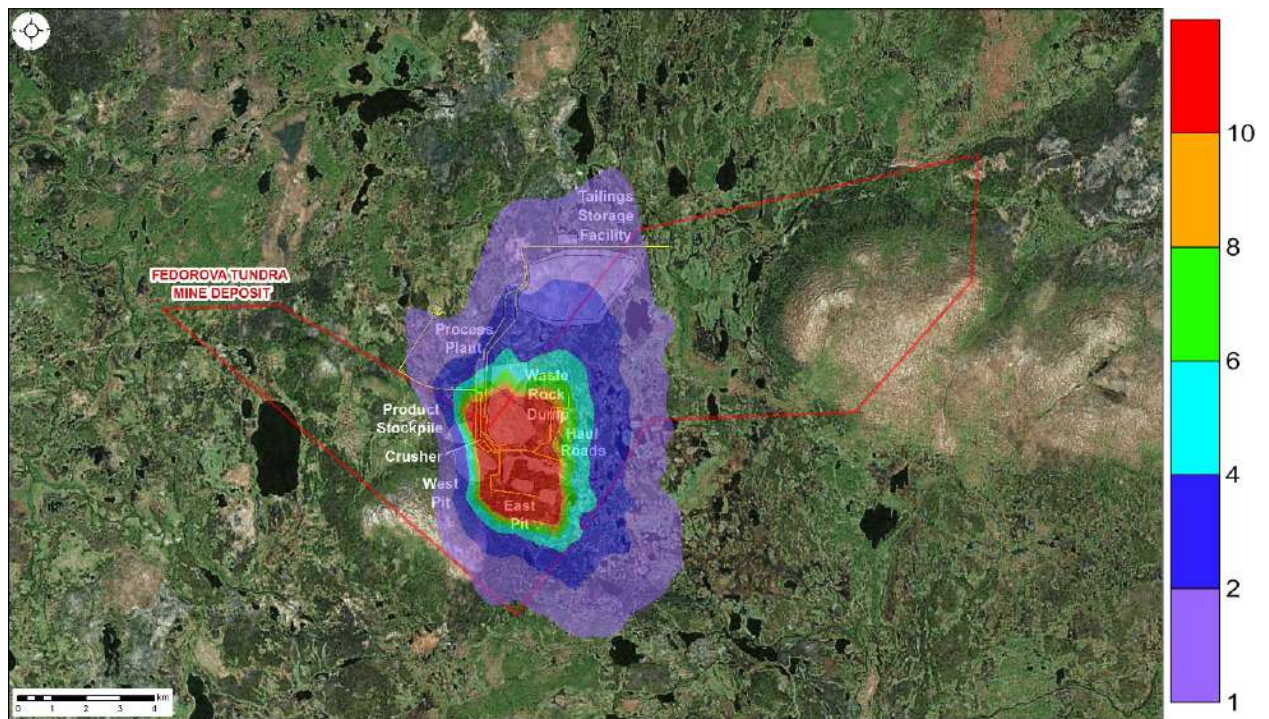 Tailings
Storage
Facility
FEDOROVA TUNDRA
MINE DEPOSIT
Process
Plant
Waste
Rock
Dump
Product
Stockpile
Haul
Roads
Crusher
West
Pit
East
Pit
10
8
6
4
2
1
km
0 1 2 3 4